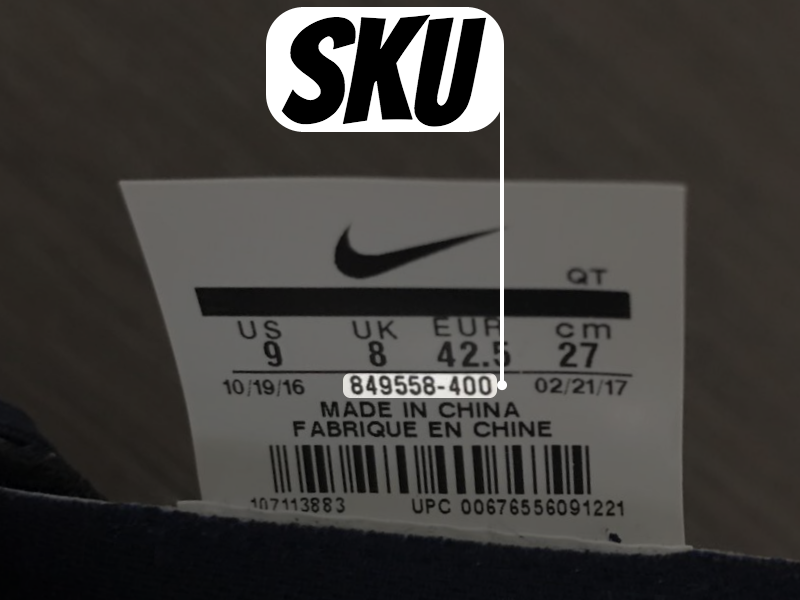 SKU
QT
US UK EUR cm
9 8 42.5 27
10/19/16 849558-400 02/21/17
MADE IN CHINA
FABRIQUE EN CHINE
107113883 UPC 00676556091221